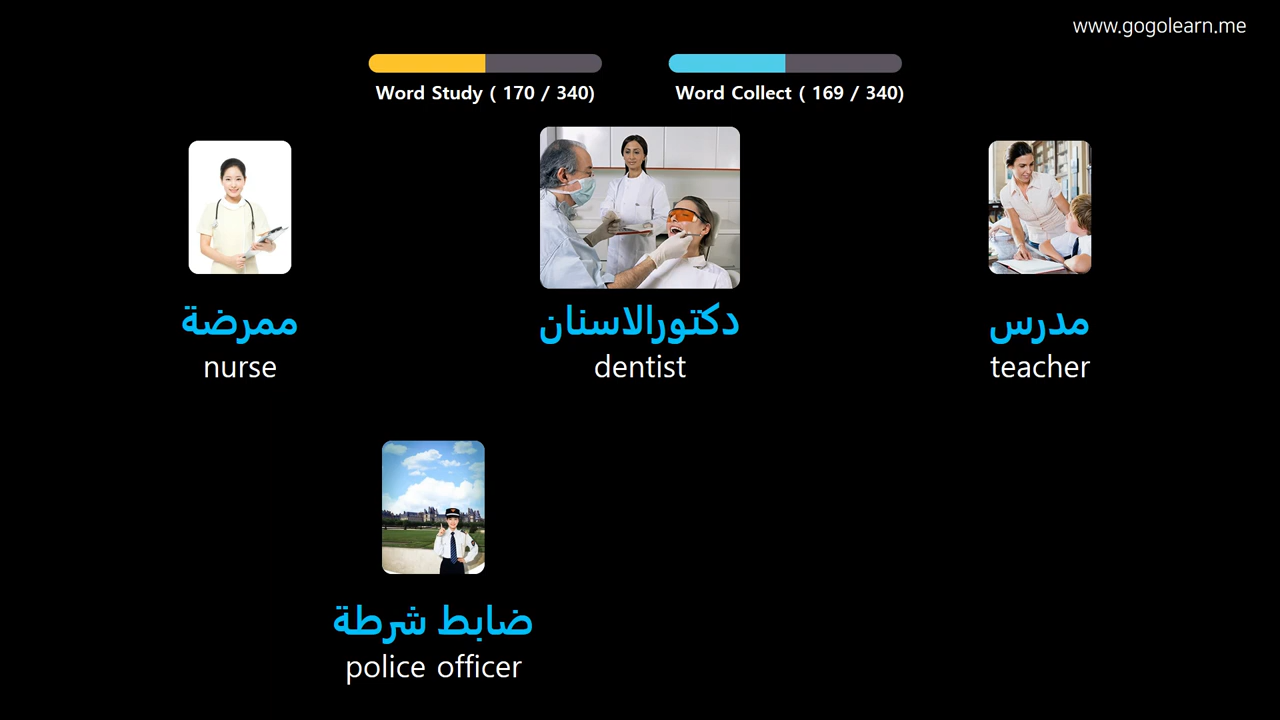 www.gogolearn.me
Word Study ( 170 / 340)
Word Collect ( 169 / 340)
ممرضة
nurse
دكتورالاسنان
dentist
مدرس
teacher
ضابط شرطة
police officer